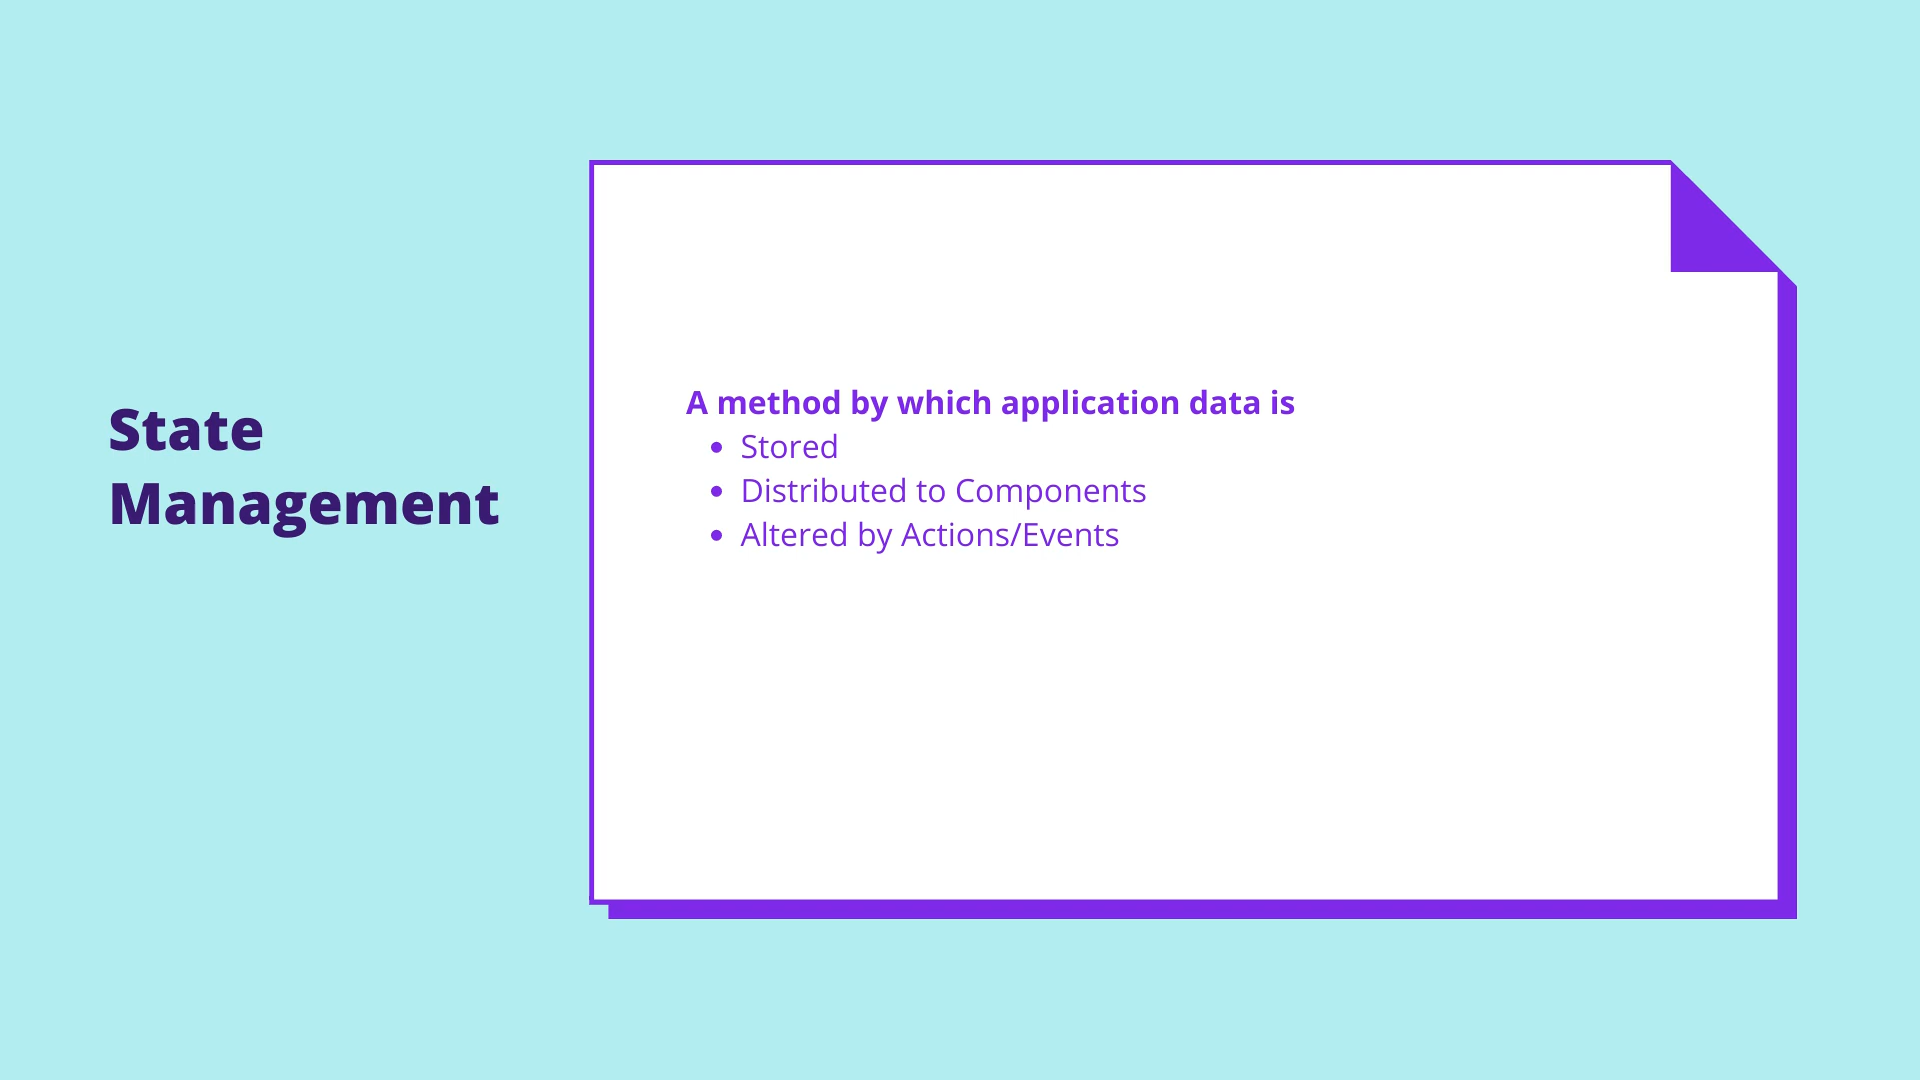 State
Management
A method by which application data is
• Stored
• Distributed to Components
• Altered by Actions/Events